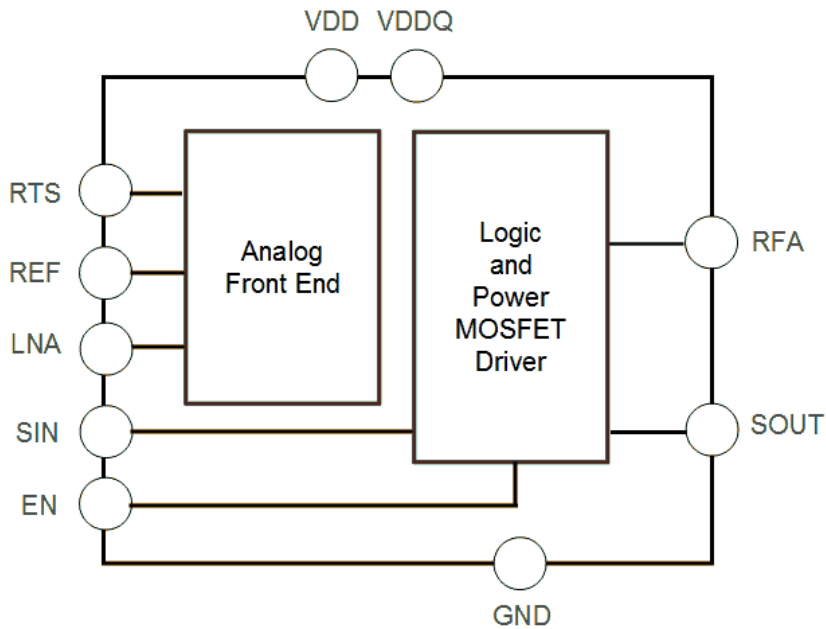 VDD VDDQ
RTS
REF
LNA
SIN
EN
Analog
Front End
Logic
and
Power
MOSFET
Driver
RFA
SOUT
GND